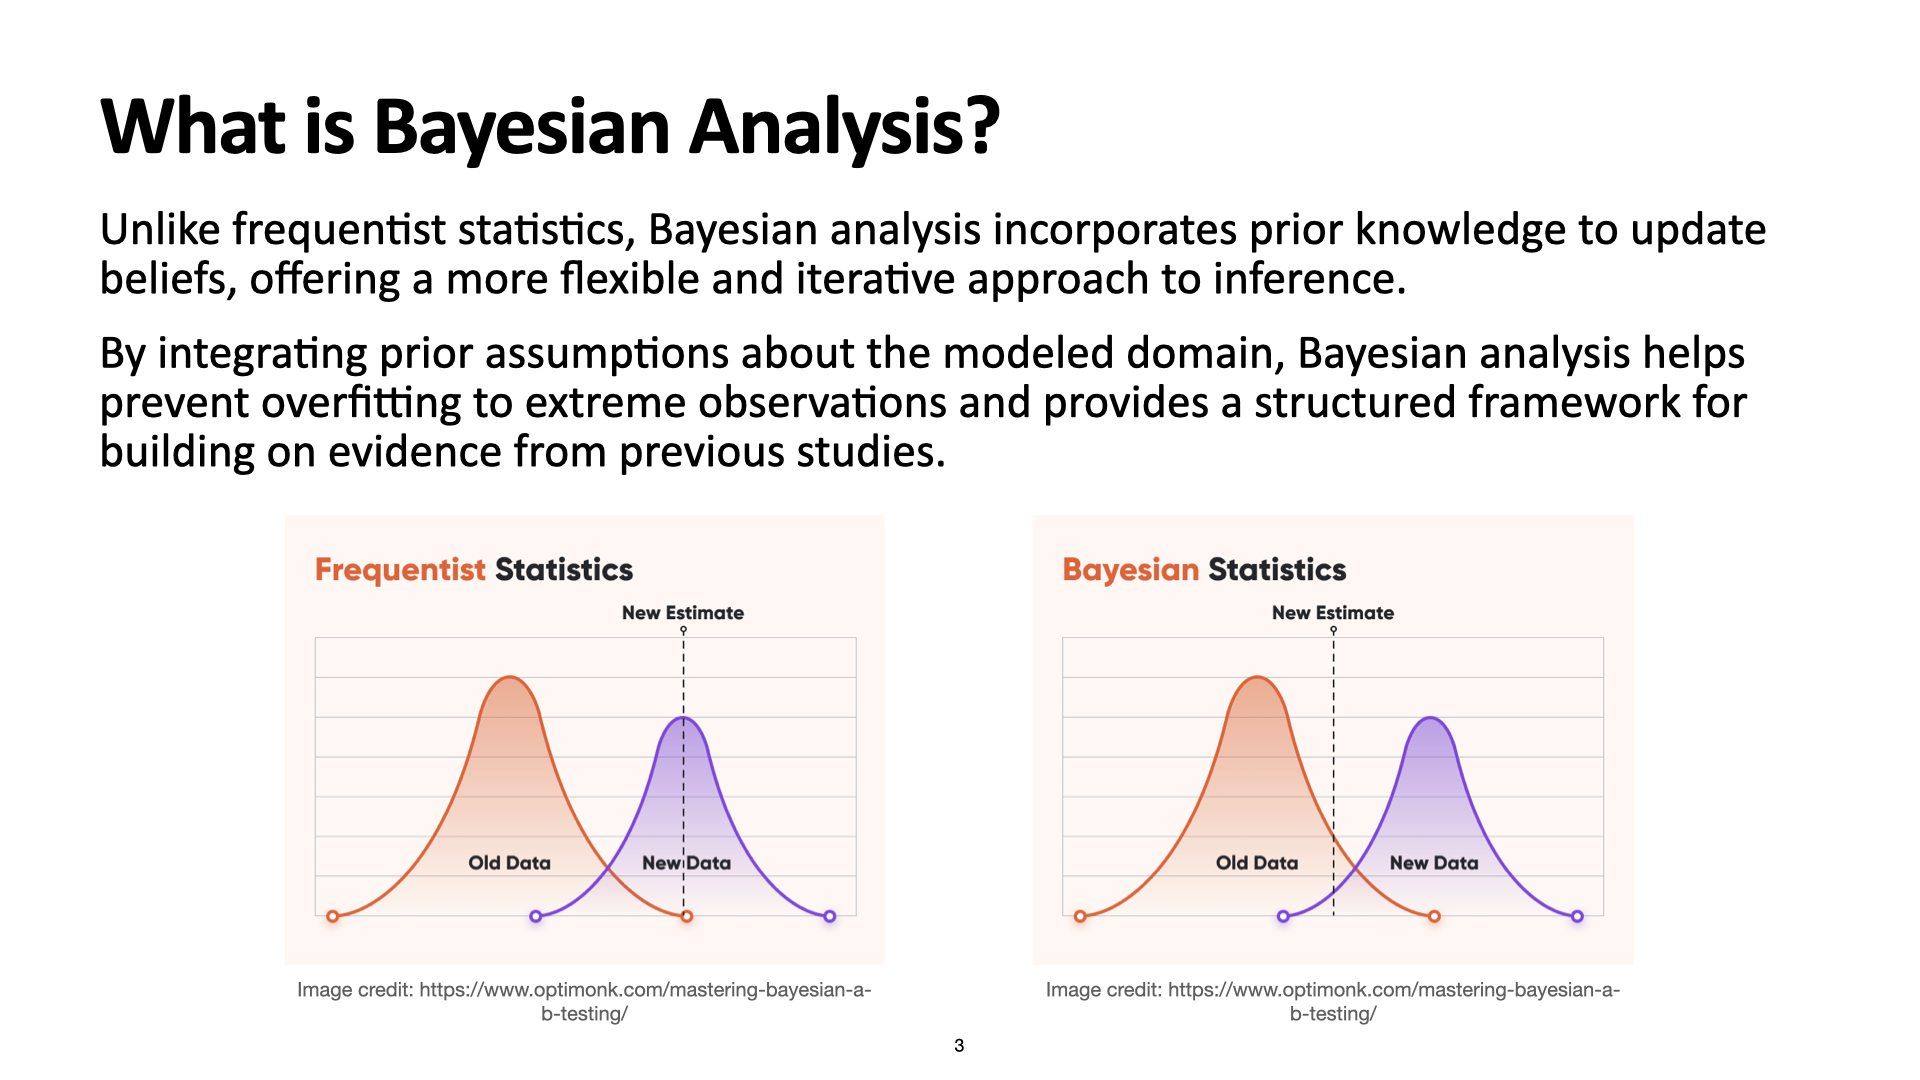 What is Bayesian Analysis?
Unlike frequentist statistics, Bayesian analysis incorporates prior knowledge to update
beliefs, offering a more flexible and iterative approach to inference.
By integrating prior assumptions about the modeled domain, Bayesian analysis helps
prevent overfitting to extreme observations and provides a structured framework for
building on evidence from previous studies.
Frequentist Statistics
New Estimate
Old Data
New Data
Image credit: https://www.optimonk.com/mastering-bayesian-a-
b-testing/
Bayesian Statistics
New Estimate
Old Data
New Data
Image credit: https://www.optimonk.com/mastering-bayesian-a-
b-testing/
3